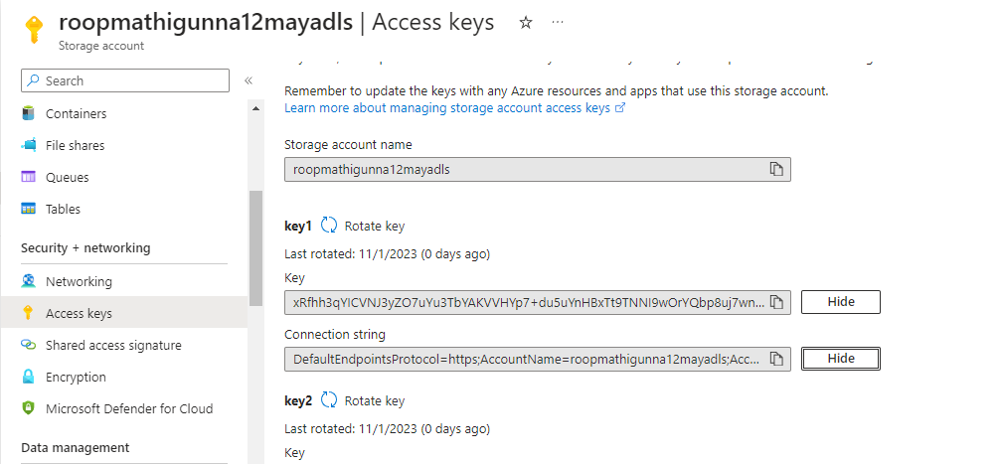 roopmathigunna12mayadls | Access keys
Storage account
Search
Containers
File shares
Queues
Tables
Security + networking
Networking
Access keys
Shared access signature
Encryption
Microsoft Defender for Cloud
Data management
Remember to update the keys with any Azure resources and apps that use this storage account.
Learn more about managing storage account access keys
Storage account name
roopmathigunna12mayadls
key1 Rotate key
Last rotated: 11/1/2023 (0 days ago)
Key
xRfhh3qYICVNJ3yZO7uYu3TbYAKVVHYp7+du5uYnHBxTt9TNNI9wOrYQbp8uj7wn... Hide
Connection string
DefaultEndpointsProtocol=https;AccountName=roopmathigunna12mayadls;Acc... Hide
key2 Rotate key
Last rotated: 11/1/2023 (0 days ago)
Key